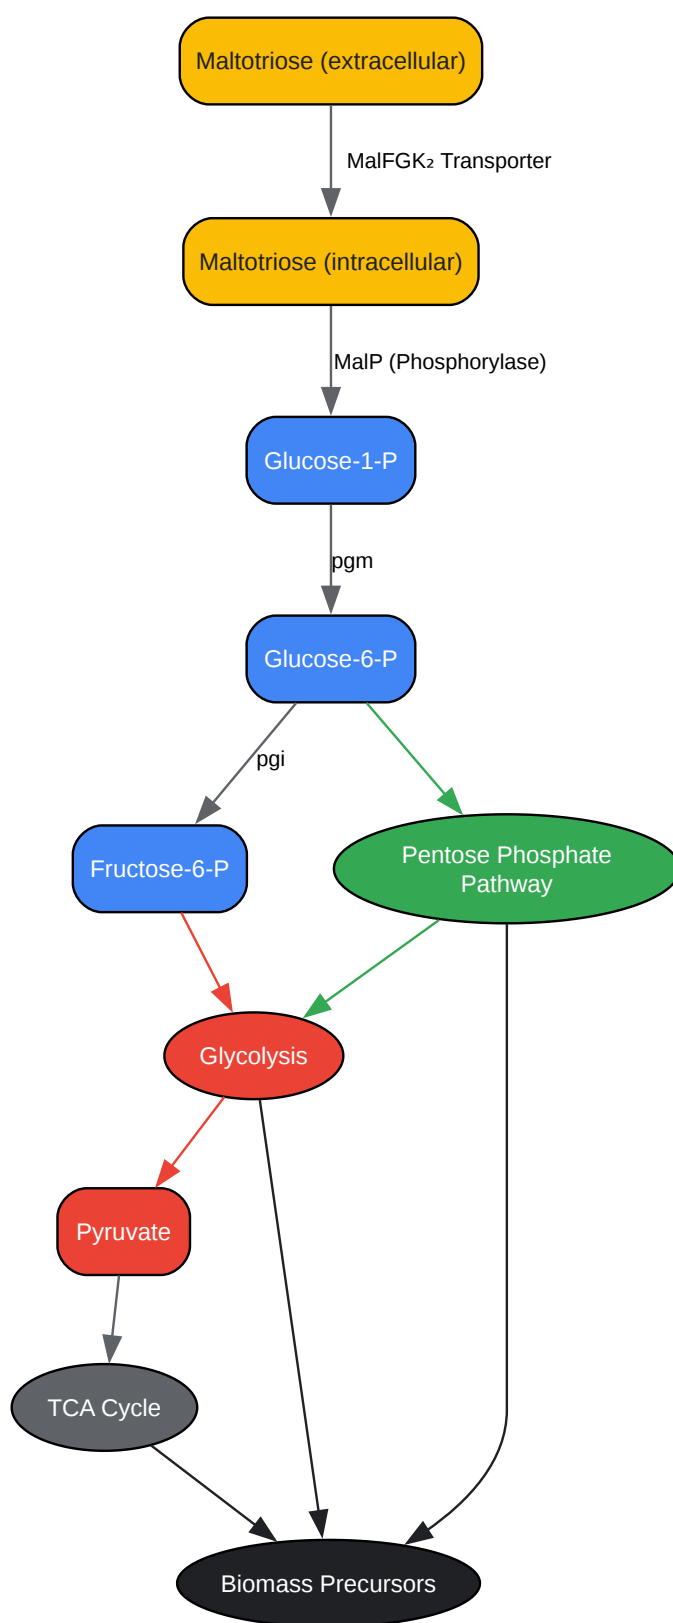 Maltotriose (extracellular)
MalFGK₂ Transporter
Maltotriose (intracellular)
MalP (Phosphorylase)
Glucose-1-P
pgm
Glucose-6-P
pgi
Fructose-6-P
Pentose Phosphate
Pathway
Glycolysis
Pyruvate
TCA Cycle
Biomass Precursors